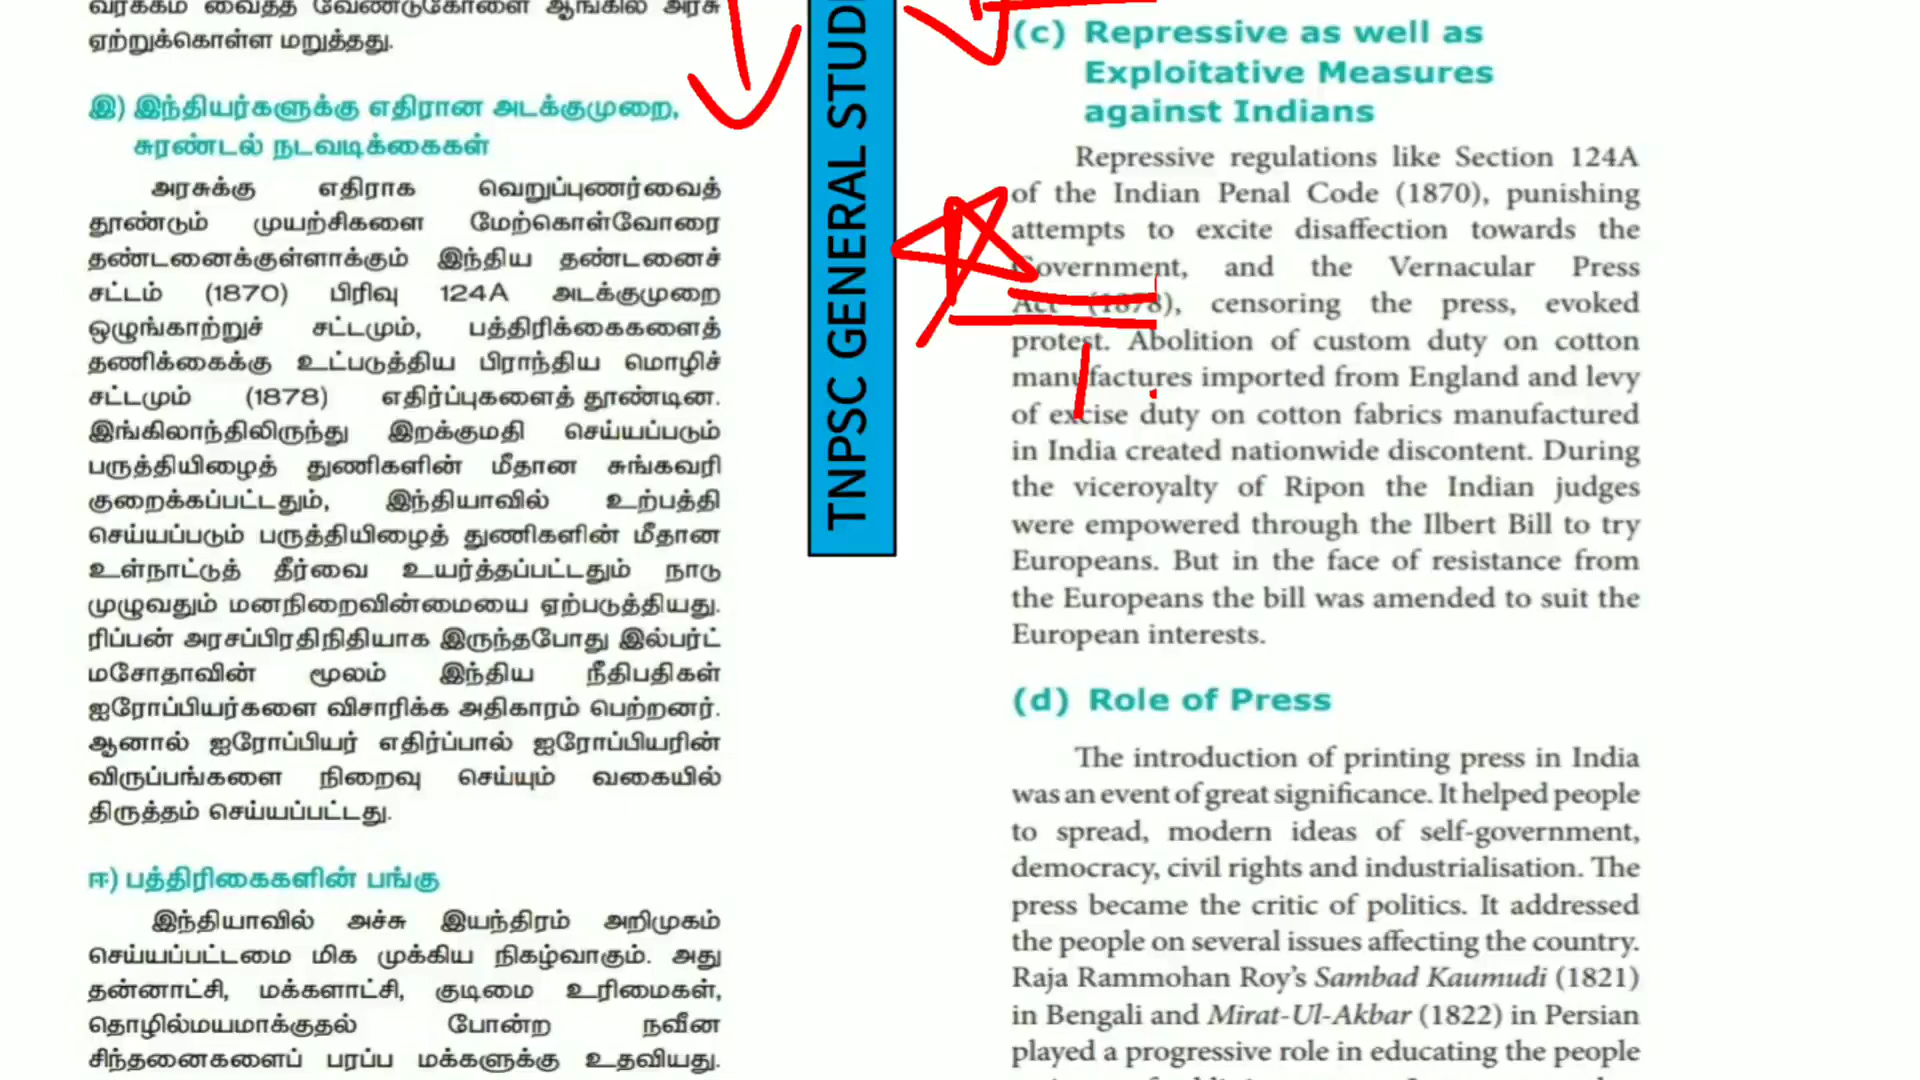 வர்க்கம் வைத்த வேண்டுகோளை ஆங்கில அரசு
ஏற்றுக்கொள்ள மறுத்தது.
இ) இந்தியர்களுக்கு எதிரான அடக்குமுறை,
சுரண்டல் நடவடிக்கைகள்
அரசுக்கு எதிராக வெறுப்புணர்வைத்
தூண்டும் முயற்சிகளை மேற்கொள்வோரை
தண்டனைக்குள்ளாக்கும் இந்திய தண்டனைச்
சட்டம் (1870) பிரிவு 124A அடக்குமுறை
ஒழுங்காற்றுச் சட்டமும், பத்திரிக்கைகளைத்
தணிக்கைக்கு உட்படுத்திய பிராந்திய மொழிச்
சட்டமும் (1878) எதிர்ப்புகளைத் தூண்டின.
இங்கிலாந்திலிருந்து இறக்குமதி செய்யப்படும்
பருத்தியிழைத் துணிகளின் மீதான சுங்கவரி
குறைக்கப்பட்டதும், இந்தியாவில் உற்பத்தி
செய்யப்படும் பருத்தியிழைத் துணிகளின் மீதான
உள்நாட்டுத் தீர்வை உயர்த்தப்பட்டதும் நாடு
முழுவதும் மனநிறைவின்மையை ஏற்படுத்தியது.
ரிப்பன் அரசப்பிரதிநிதியாக இருந்தபோது இல்பர்ட்
மசோதாவின் மூலம் இந்திய நீதிபதிகள்
ஐரோப்பியர்களை விசாரிக்க அதிகாரம் பெற்றனர்.
ஆனால் ஐரோப்பியர் எதிர்ப்பால் ஐரோப்பியரின்
விருப்பங்களை நிறைவு செய்யும் வகையில்
திருத்தம் செய்யப்பட்டது.
ஈ) பத்திரிகைகளின் பங்கு
இந்தியாவில் அச்சு இயந்திரம் அறிமுகம்
செய்யப்பட்டமை மிக முக்கிய நிகழ்வாகும். அது
தன்னாட்சி, மக்களாட்சி, குடிமை உரிமைகள்,
தொழில்மயமாக்குதல் போன்ற நவீன
சிந்தனைகளைப் பரப்ப மக்களுக்கு உதவியது.
TNPSC GENERAL STUDI
(c) Repressive as well as
Exploitative Measures
against Indians
Repressive regulations like Section 124A
of the Indian Penal Code (1870), punishing
attempts to excite disaffection towards the
Government, and the Vernacular Press
Act (1878), censoring the press, evoked
protest. Abolition of custom duty on cotton
manufactures imported from England and levy
of excise duty on cotton fabrics manufactured
in India created nationwide discontent. During
the viceroyalty of Ripon the Indian judges
were empowered through the Ilbert Bill to try
Europeans. But in the face of resistance from
the Europeans the bill was amended to suit the
European interests.
(d) Role of Press
The introduction of printing press in India
was an event of great significance. It helped people
to spread, modern ideas of self-government,
democracy, civil rights and industrialisation. The
press became the critic of politics. It addressed
the people on several issues affecting the country.
Raja Rammohan Roy's Sambad Kaumudi (1821)
in Bengali and Mirat-Ul-Akbar (1822) in Persian
played a progressive role in educating the people